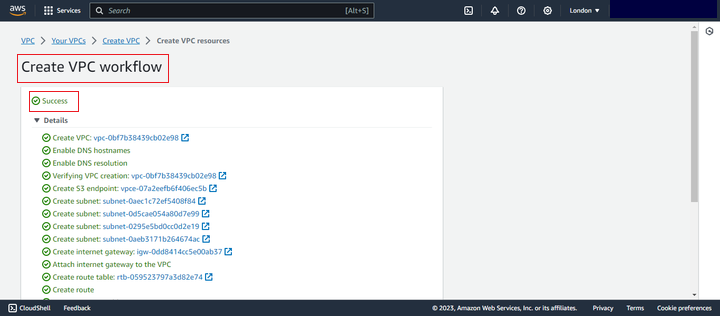 aws
Services
Search
[Alt+S]
London
VPC > Your VPCs > Create VPC > Create VPC resources
Create VPC workflow
Success
Details
Create VPC: vpc-0bf7b38439cb02e98
Enable DNS hostnames
Enable DNS resolution
Verifying VPC creation: vpc-0bf7b38439cb02e98
Create S3 endpoint: vpce-07a2eefb6f406ec5b
Create subnet: subnet-0aec1c72ef5408f84
Create subnet: subnet-0d5cae054a80d7e99
Create subnet: subnet-0295e5bd0cc0d2e19
Create subnet: subnet-0aeb3171b264674ac
Create internet gateway: igw-0dd8414cc5e00ab37
Attach internet gateway to the VPC
Create route table: rtb-059523797a3d82e74
Create route
CloudShell
Feedback
© 2023, Amazon Web Services, Inc. or its affiliates.
Privacy
Terms
Cookie preferences